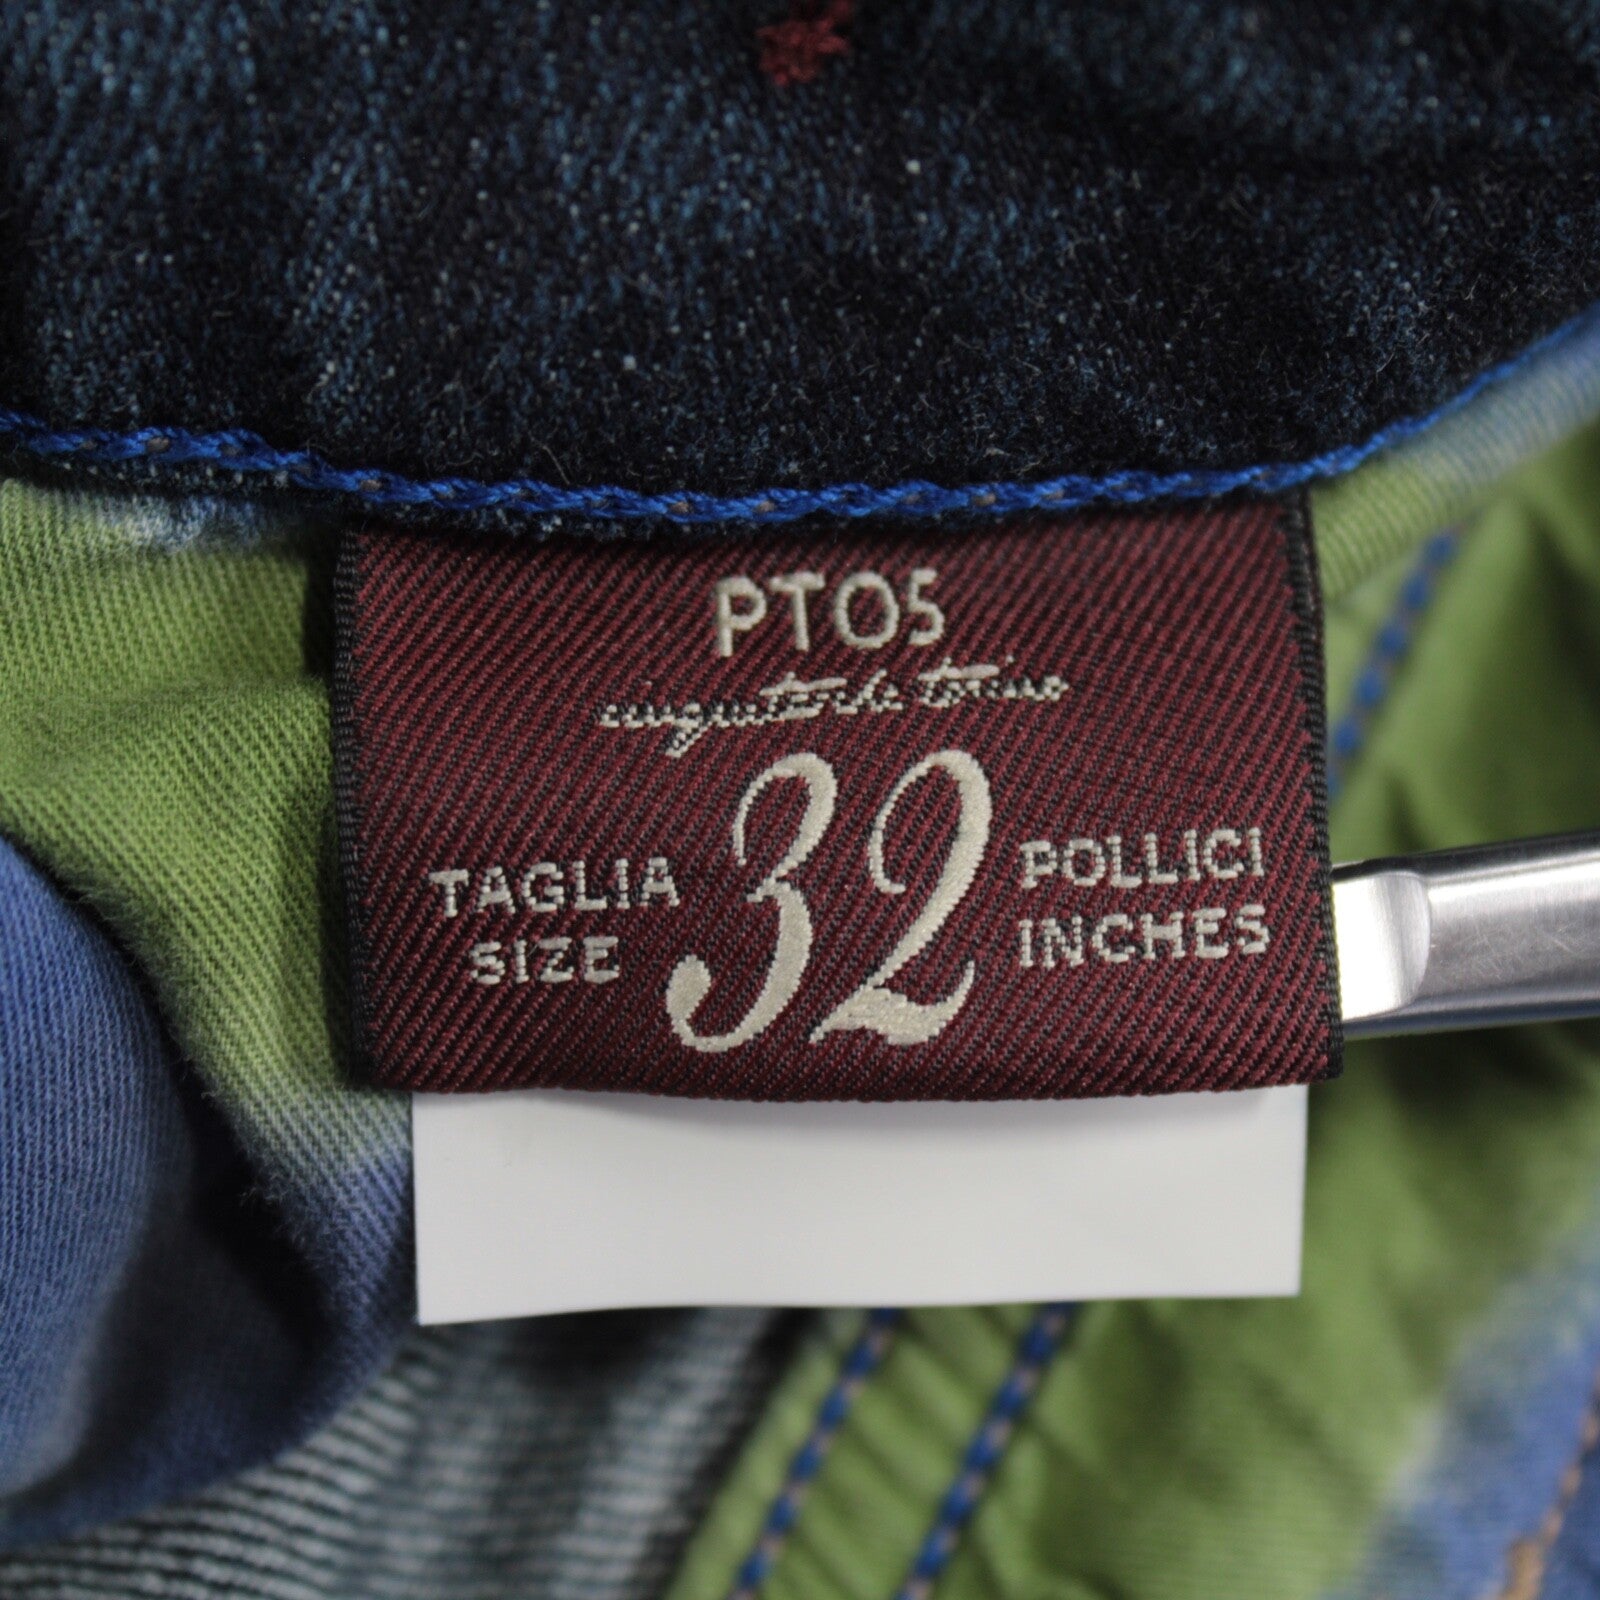 PT05
TAGLIA
SIZE
32
POLLICI
INCHES